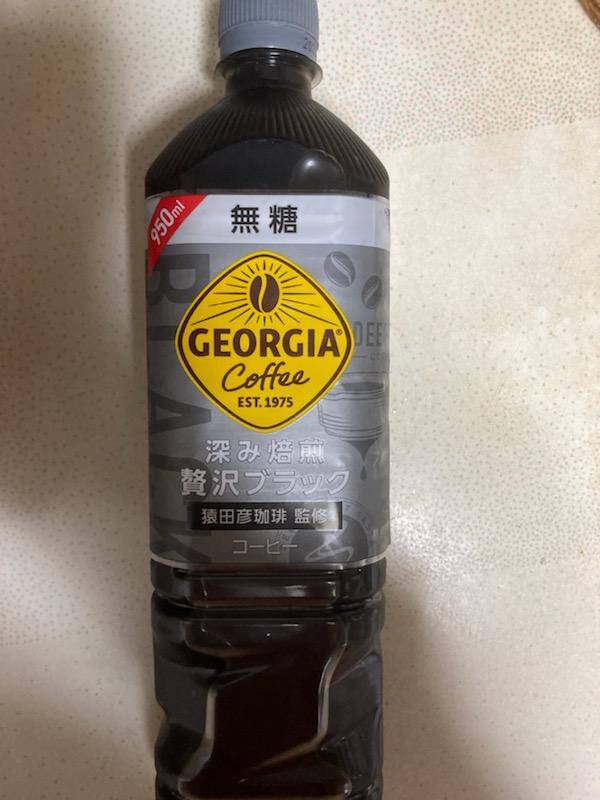 950ml
無糖
BLACK
GEORGIA®
Coffee
EST. 1975
深み焙煎
贅沢ブラック
猿田彦珈琲 監修
コーヒー